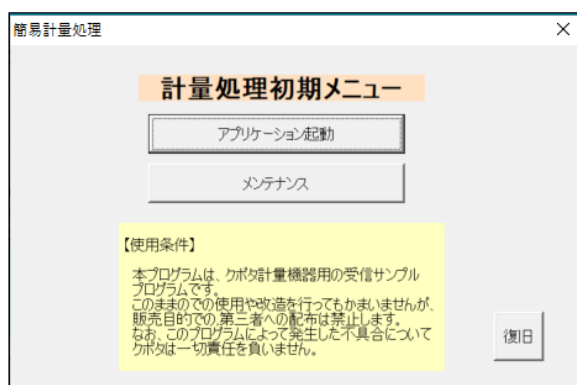 簡易計量処理
計量処理初期メニュー
アプリケーション起動
メンテナンス
【使用条件】
本プログラムは、クボタ計量機器用の受信サンプル
プログラムです。
このままのでの使用や改造を行ってもかまいませんが、
販売目的での,第三者への配布は禁止します。
なお、このプログラムによって発生した不具合について
クボタは一切責任を負いません。
復旧